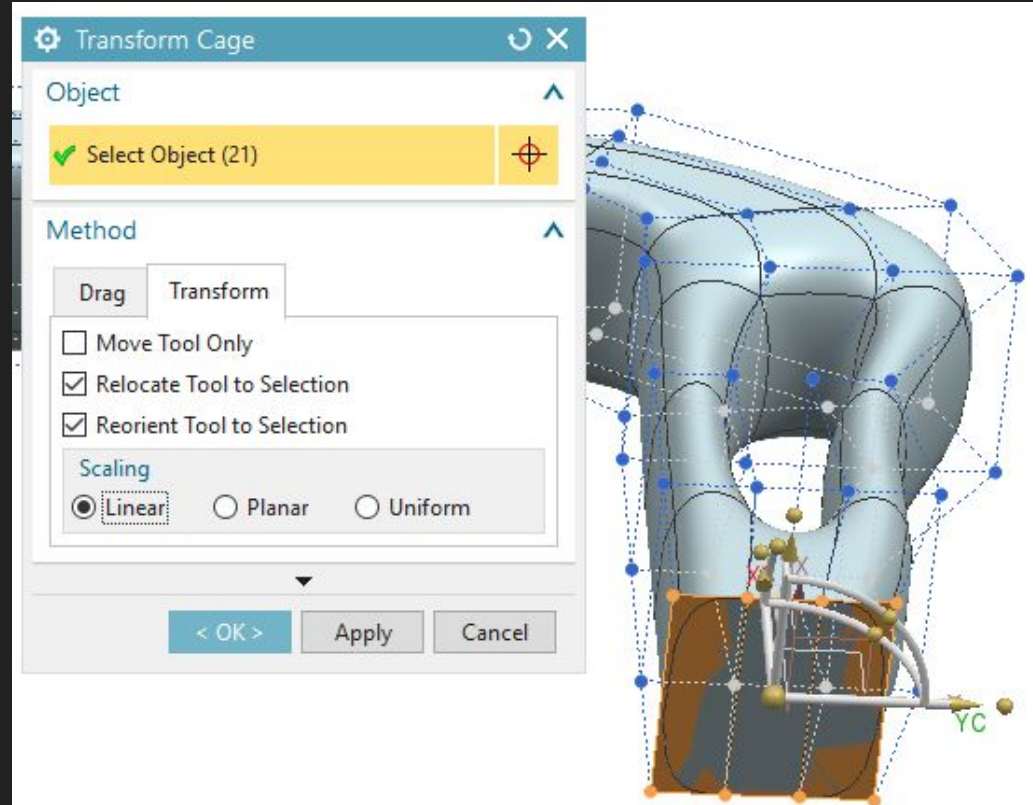 Transform Cage
Object
Select Object (21)
Method
Drag Transform
Move Tool Only
Relocate Tool to Selection
Reorient Tool to Selection
Scaling
Linear Planar Uniform
< OK > Apply Cancel
X
X
YC